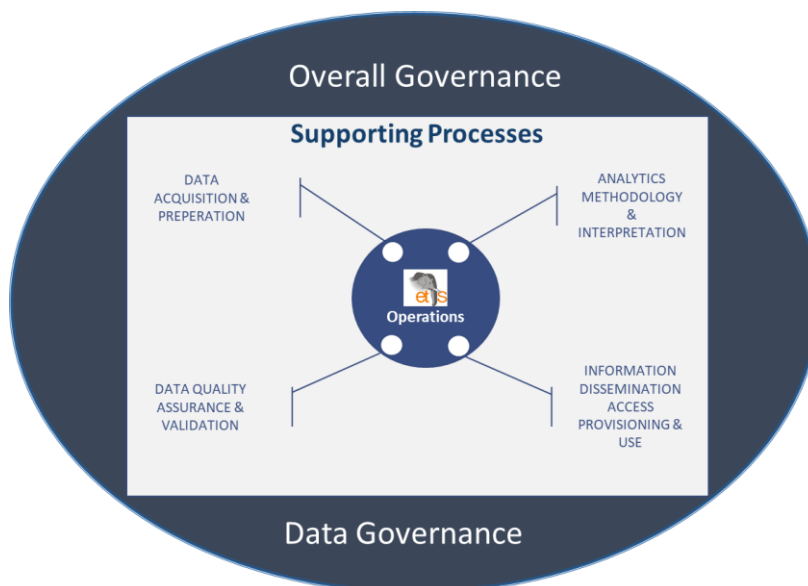 Overall Governance
Supporting Processes
DATA
ACQUISITION &
PREPERATION
ANALYTICS
METHODOLOGY
&
INTERPRETATION
etis
Operations
DATA QUALITY
ASSURANCE &
VALIDATION
INFORMATION
DISSEMINATION
ACCESS
PROVISIONING &
USE
Data Governance